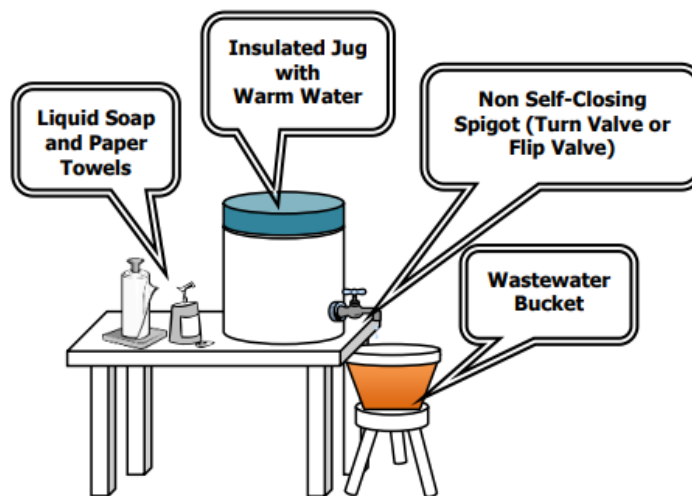 Insulated Jug
with
Warm Water
Liquid Soap
and Paper
Towels
Non Self-Closing
Spigot (Turn Valve or
Flip Valve)
Wastewater
Bucket